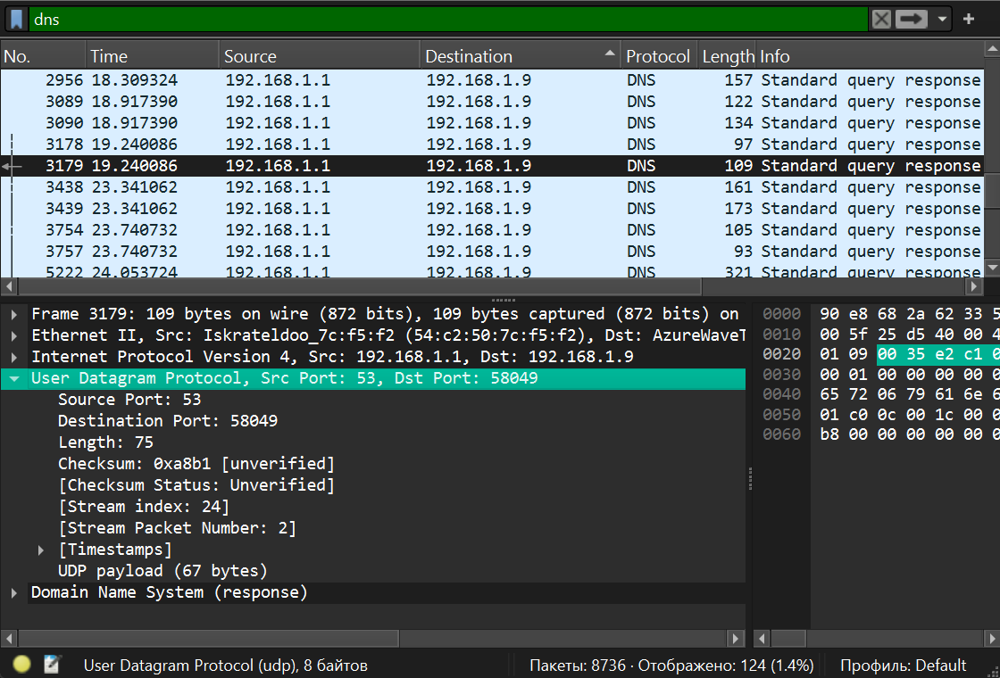 dns
No. Time Source Destination Protocol Length Info
2956 18.309324 192.168.1.1 192.168.1.9 DNS 157 Standard query response
3089 18.917390 192.168.1.1 192.168.1.9 DNS 122 Standard query response
3090 18.917390 192.168.1.1 192.168.1.9 DNS 134 Standard query response
3178 19.240086 192.168.1.1 192.168.1.9 DNS 97 Standard query response
3179 19.240086 192.168.1.1 192.168.1.9 DNS 109 Standard query response
3438 23.341062 192.168.1.1 192.168.1.9 DNS 161 Standard query response
3439 23.341062 192.168.1.1 192.168.1.9 DNS 173 Standard query response
3754 23.740732 192.168.1.1 192.168.1.9 DNS 105 Standard query response
3757 23.740732 192.168.1.1 192.168.1.9 DNS 93 Standard query response
5222 24.053724 192.168.1.1 192.168.1.9 DNS 321 Standard query response
Frame 3179: 109 bytes on wire (872 bits), 109 bytes captured (872 bits) on
Ethernet II, Src: Iskrateldoo_7c:f5:f2 (54:c2:50:7c:f5:f2), Dst: AzureWaveT
Internet Protocol Version 4, Src: 192.168.1.1, Dst: 192.168.1.9
User Datagram Protocol, Src Port: 53, Dst Port: 58049
Source Port: 53
Destination Port: 58049
Length: 75
Checksum: 0xa8b1 [unverified]
[Checksum Status: Unverified]
[Stream index: 24]
[Stream Packet Number: 2]
[Timestamps]
UDP payload (67 bytes)
Domain Name System (response)
0000 90 e8 68 2a 62 33 5
0010 00 5f 25 d5 40 00 4
0020 01 09 00 35 e2 c1 0
0030 00 01 00 00 00 00 0
0040 65 72 06 79 61 6e 6
0050 01 c0 0c 00 1c 00 0
0060 b8 00 00 00 00 00 0
User Datagram Protocol (udp), 8 байтов
Пакеты: 8736 · Отображено: 124 (1.4%)
Профиль: Default